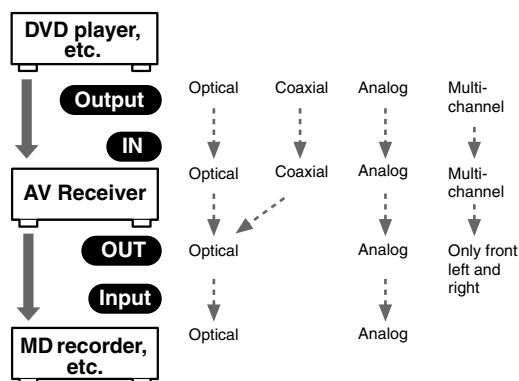 DVD player,
etc.
Output
Optical Coaxial Analog Multi-
channel
IN
AV Receiver
Optical Coaxial Analog Multi-
channel
OUT
Optical Analog Only front
left and
right
Input
MD recorder,
etc.
Optical Analog